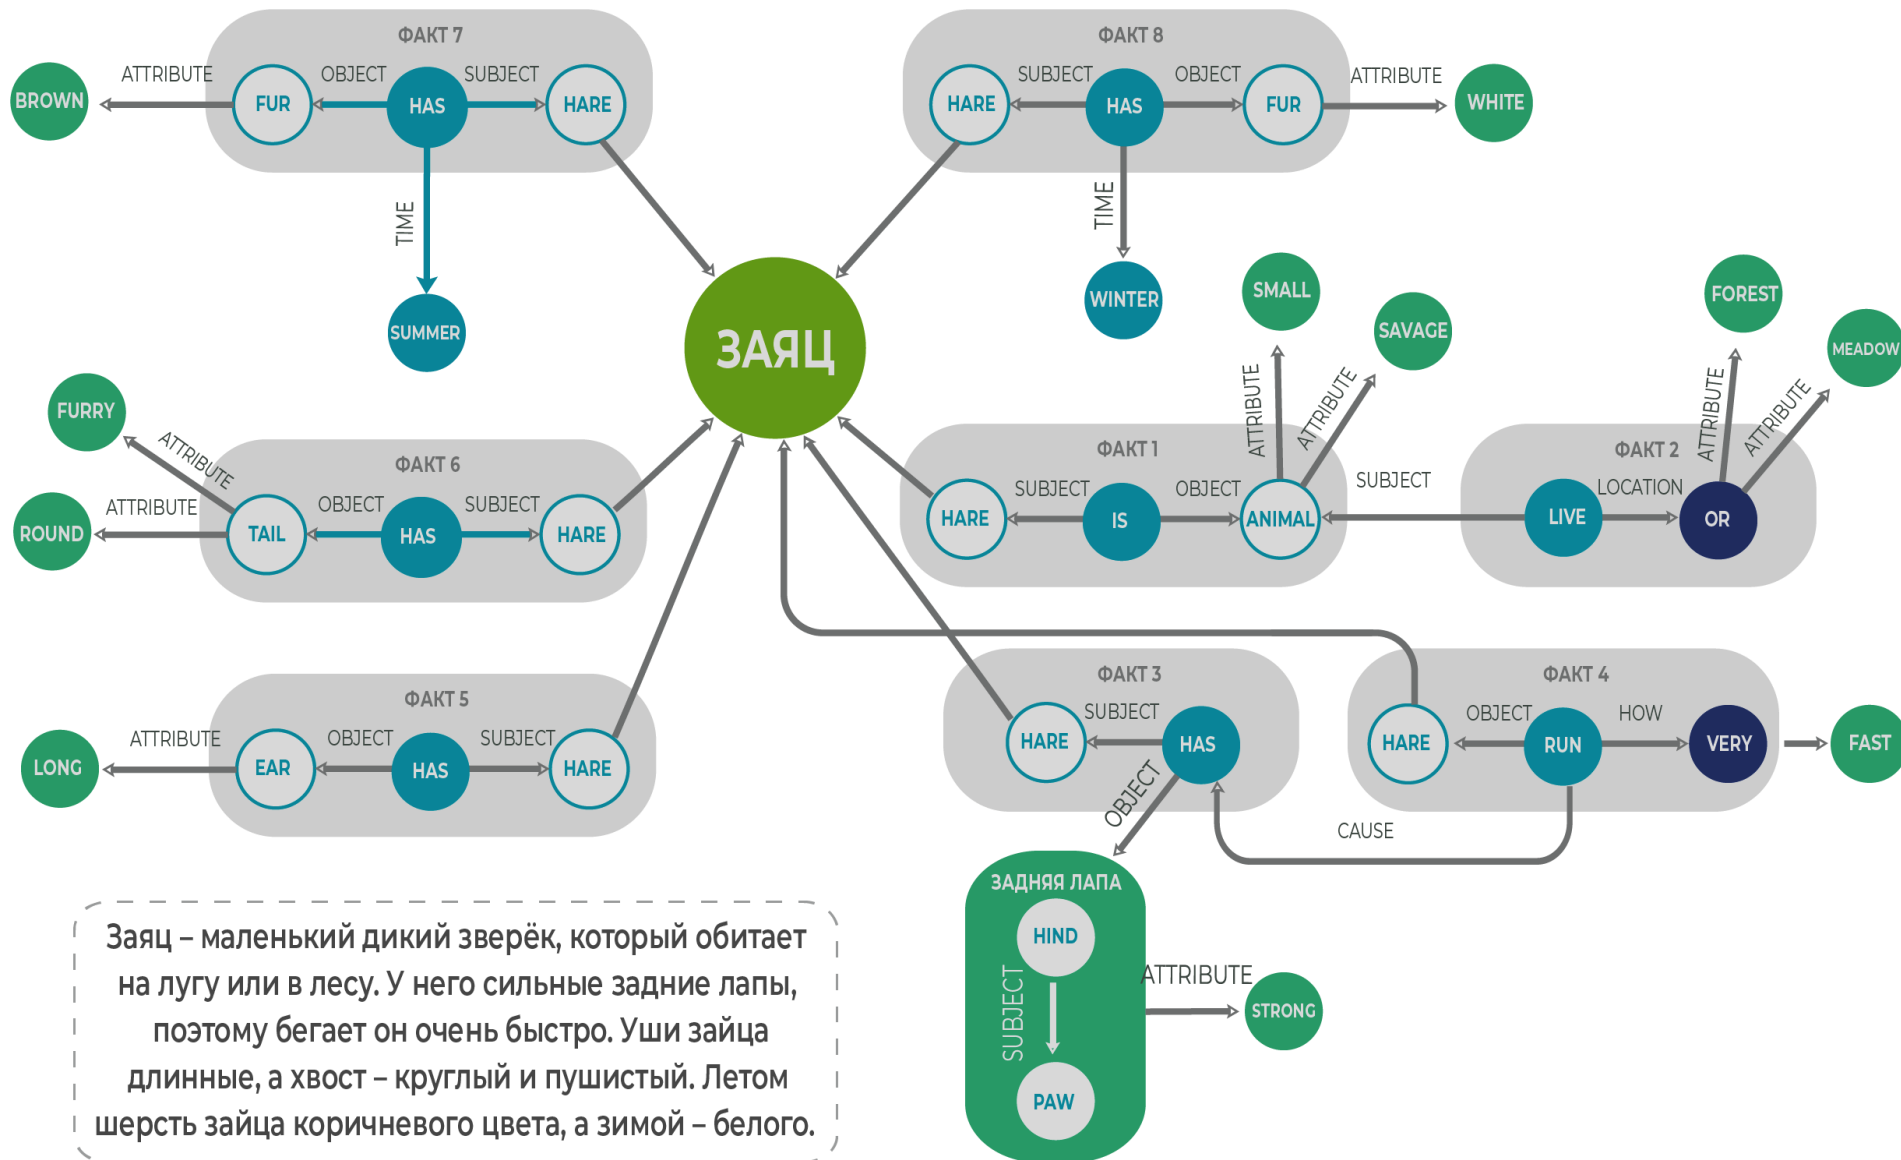 ФАКТ 7
ATTRIBUTE
OBJECT
SUBJECT
BROWN
FUR
HAS
HARE
TIME
SUMMER
ФАКТ 8
SUBJECT
OBJECT
ATTRIBUTE
HARE
HAS
FUR
WHITE
TIME
WINTER
ЗАЯЦ
FURRY
ATTRIBUTE
ФАКТ 6
ATTRIBUTE
OBJECT
SUBJECT
ROUND
TAIL
HAS
HARE
SMALL
SAVAGE
ATTRIBUTE
ATTRIBUTE
ФАКТ 1
SUBJECT
OBJECT
HARE
IS
ANIMAL
SUBJECT
FOREST
MEADOW
ATTRIBUTE
ATTRIBUTE
ФАКТ 2
LOCATION
LIVE
OR
ФАКТ 5
ATTRIBUTE
OBJECT
SUBJECT
LONG
EAR
HAS
HARE
ФАКТ 3
SUBJECT
HARE
HAS
OBJECT
ФАКТ 4
OBJECT
HOW
HARE
RUN
VERY
FAST
CAUSE
ЗАДНЯЯ ЛАПА
HIND
SUBJECT
PAW
ATTRIBUTE
STRONG
Заяц – маленький дикий зверёк, который обитает
на лугу или в лесу. У него сильные задние лапы,
поэтому бегает он очень быстро. Уши зайца
длинные, а хвост – круглый и пушистый. Летом
шерсть зайца коричневого цвета, а зимой – белого.